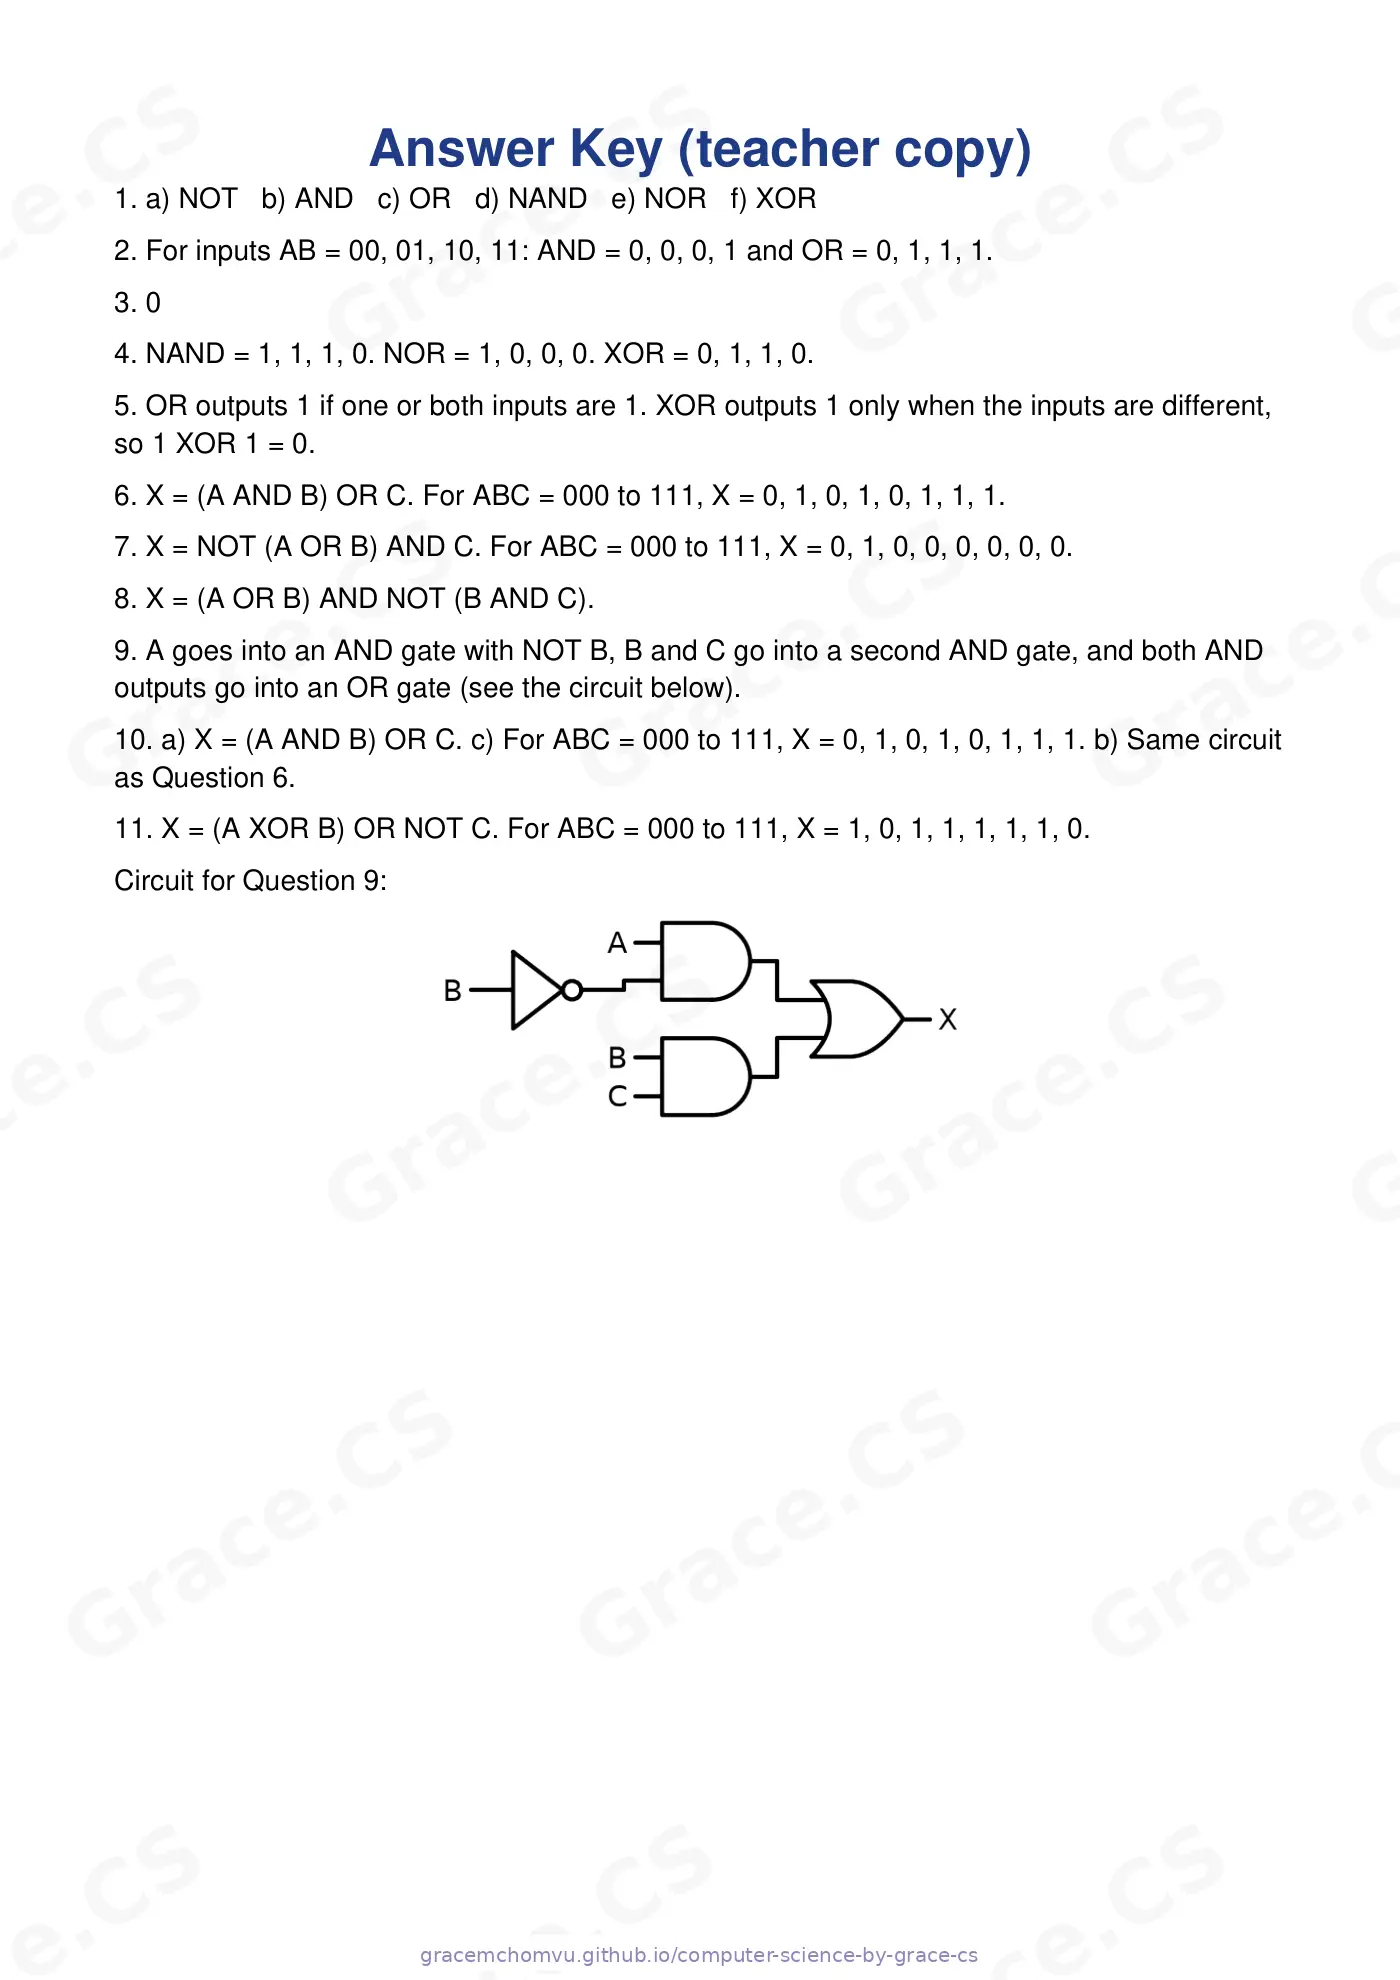 Answer Key (teacher copy)
1. a) NOT b) AND c) OR d) NAND e) NOR f) XOR
2. For inputs AB = 00, 01, 10, 11: AND = 0, 0, 0, 1 and OR = 0, 1, 1, 1.
3. 0
4. NAND = 1, 1, 1, 0. NOR = 1, 0, 0, 0. XOR = 0, 1, 1, 0.
5. OR outputs 1 if one or both inputs are 1. XOR outputs 1 only when the inputs are different,
so 1 XOR 1 = 0.
6. X = (A AND B) OR C. For ABC = 000 to 111, X = 0, 1, 0, 1, 0, 1, 1, 1.
7. X = NOT (A OR B) AND C. For ABC = 000 to 111, X = 0, 1, 0, 0, 0, 0, 0, 0.
8. X = (A OR B) AND NOT (B AND C).
9. A goes into an AND gate with NOT B, B and C go into a second AND gate, and both AND
outputs go into an OR gate (see the circuit below).
10. a) X = (A AND B) OR C. c) For ABC = 000 to 111, X = 0, 1, 0, 1, 0, 1, 1, 1. b) Same circuit
as Question 6.
11. X = (A XOR B) OR NOT C. For ABC = 000 to 111, X = 1, 0, 1, 1, 1, 1, 1, 0.
Circuit for Question 9:
A
B
X
B
C
gracemchomvu.github.io/computer-science-by-grace-cs
Grace.CS